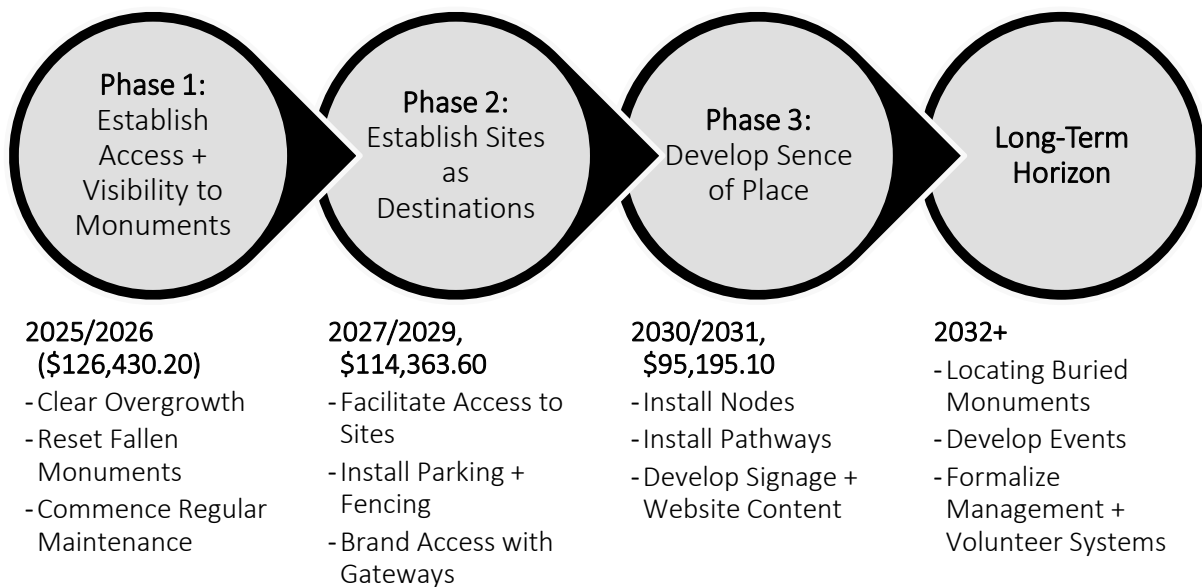 Phase 1:
Establish
Access +
Visibility to
Monuments
Phase 2:
Establish Sites
as
Destinations
Phase 3:
Develop Sence
of Place
Long-Term
Horizon
2025/2026
($126,430.20)
-Clear Overgrowth
-Reset Fallen
Monuments
-Commence Regular
Maintenance
2027/2029,
$114,363.60
-Facilitate Access to
Sites
-Install Parking +
Fencing
-Brand Access with
Gateways
2030/2031,
$95,195.10
-Install Nodes
-Install Pathways
-Develop Signage +
Website Content
2032+
-Locating Buried
Monuments
-Develop Events
-Formalize
Management +
Volunteer Systems